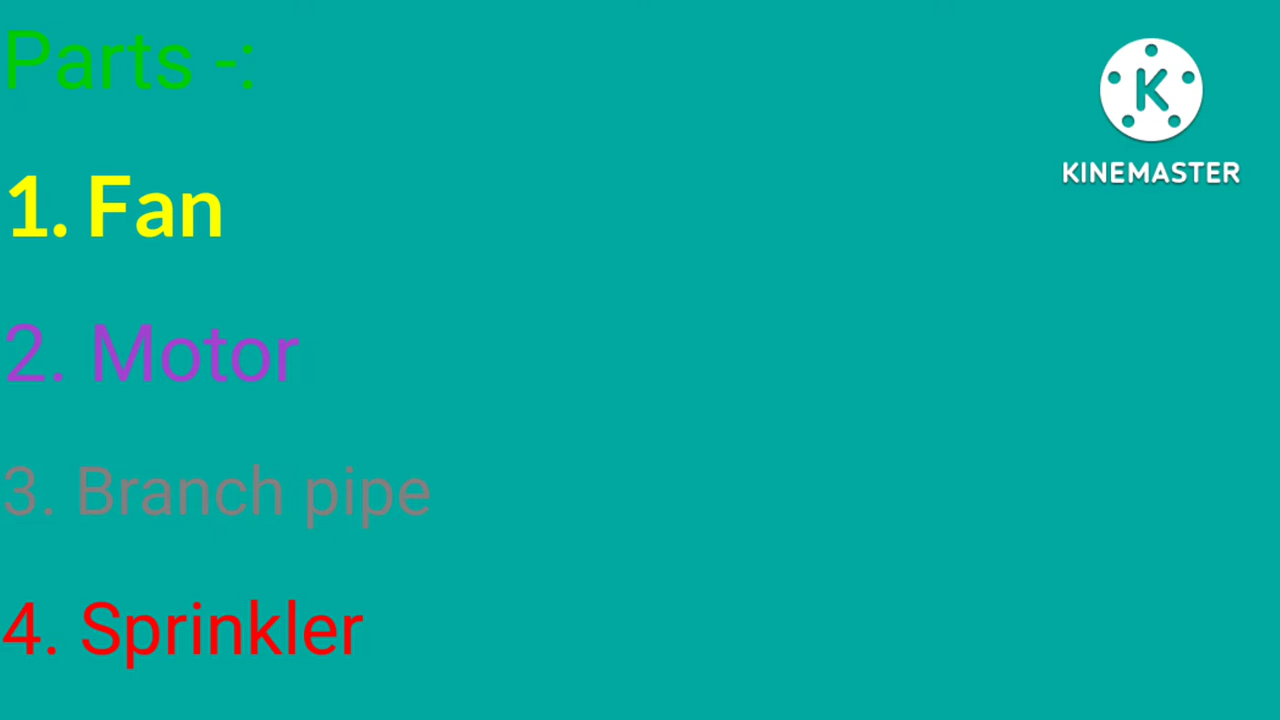 Parts -:
K
KINEMASTER
1. Fan
2. Motor
3. Branch pipe
4. Sprinkler